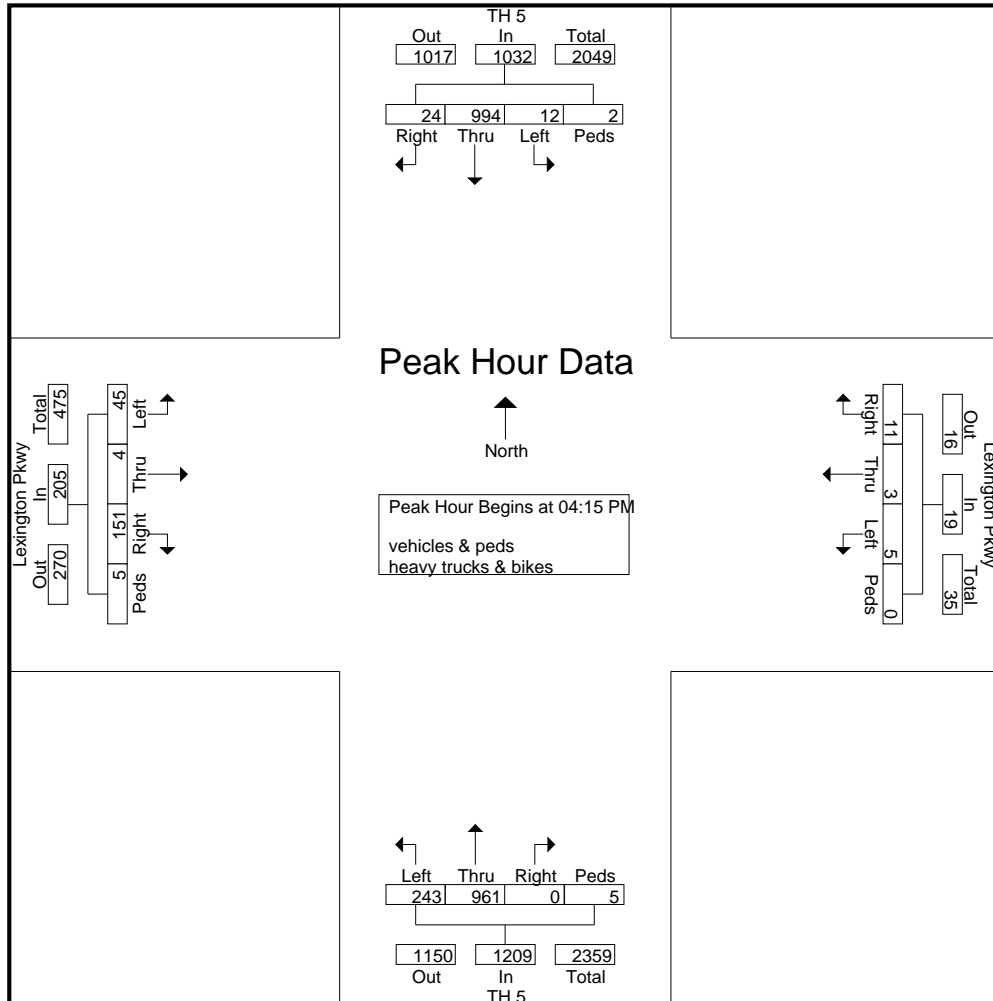 TH 5
Out In Total
1017 1032 2049
24 994 12 2
Right Thru Left Peds
Peak Hour Data
North
Peak Hour Begins at 04:15 PM
vehicles & peds
heavy trucks & bikes
Lexington Pkwy
Total In Out
475 205 270
45 4 151 5
Left Thru Right Peds
Lexington Pkwy
Out In Total
16 19 35
11 3 5 0
Right Thru Left Peds
Left Thru Right Peds
243 961 0 5
1150 1209 2359
Out In Total
TH 5